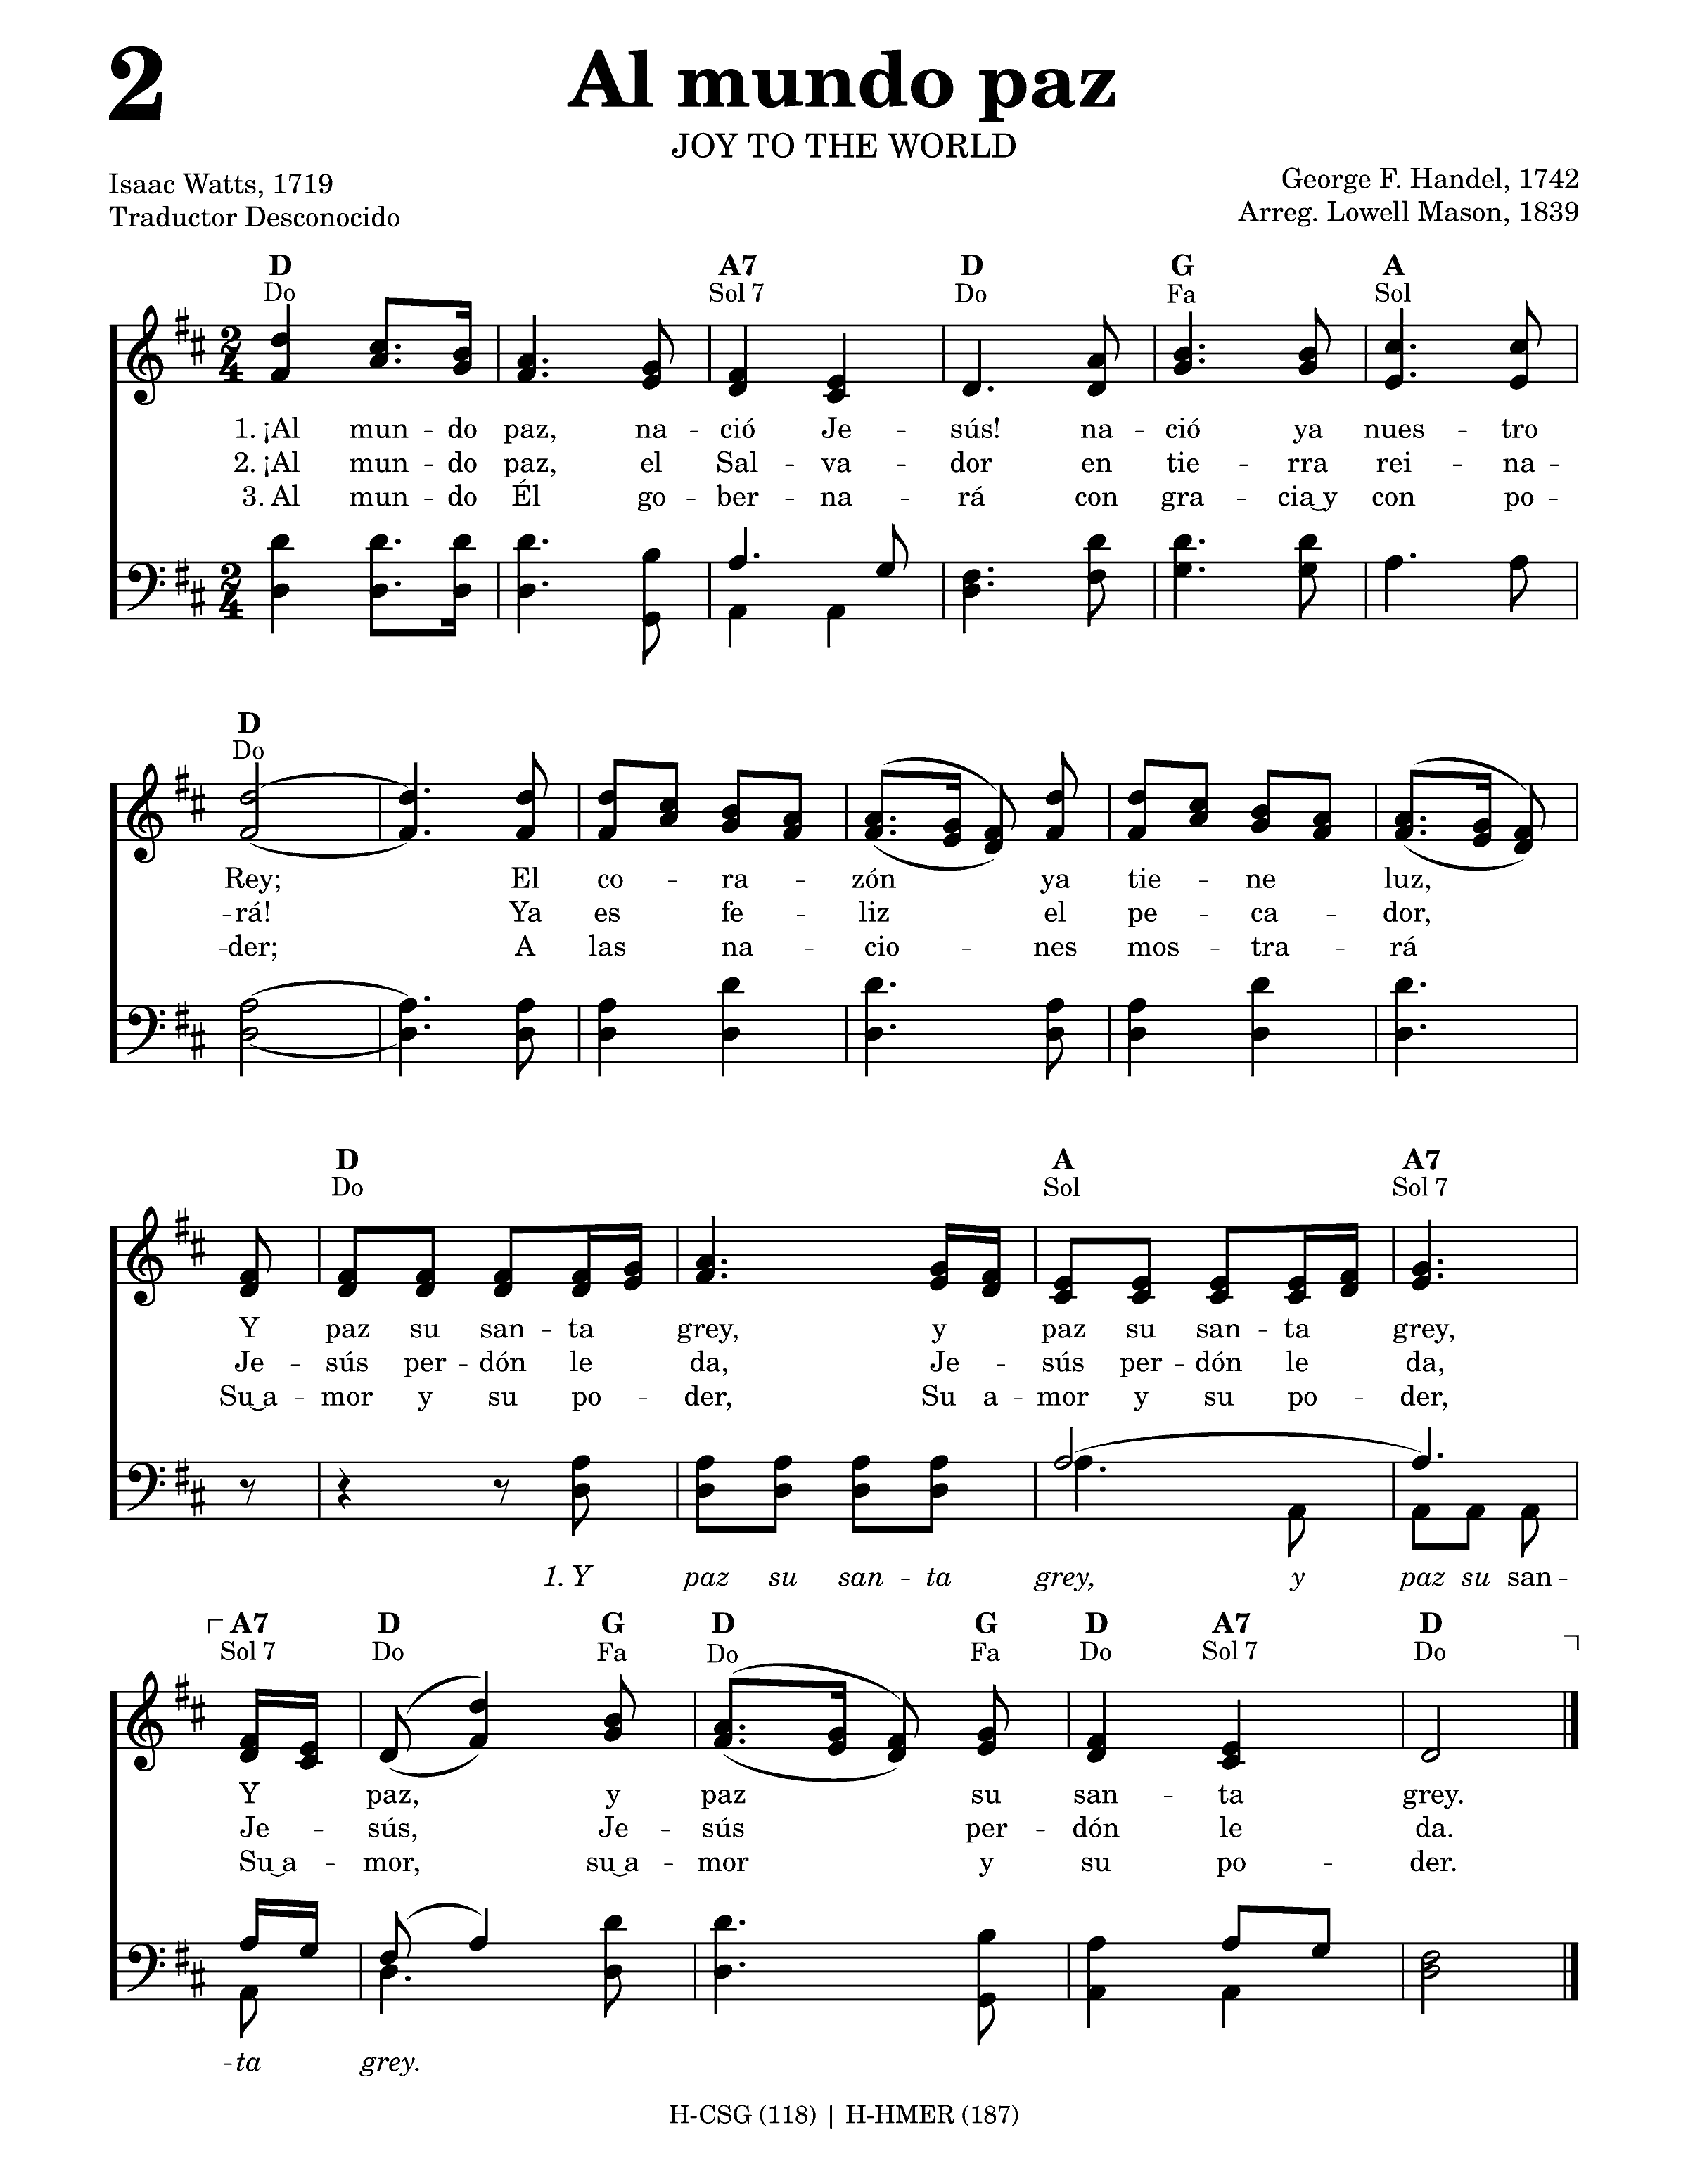 2
Al mundo paz
JOY TO THE WORLD
Isaac Watts, 1719
Traductor Desconocido
George F. Handel, 1742
Arreg. Lowell Mason, 1839
D A7 D G A
Do Sol 7 Do Fa Sol
2
4
1. ¡Al mun - do paz, na - ció Je - sús! na - ció ya nues - tro
2. ¡Al mun - do paz, el Sal - va - dor en tie - rra rei - na -
3. Al mun - do Él go - ber - na - rá con gra - cia‿y con po -
2
4
D
Do
Rey; El co - ra - zón ya tie - ne luz,
- rá! Ya es fe - liz el pe - ca - dor,
- der; A las na - cio - nes mos - tra - rá
D A A7
Do Sol Sol 7
Y paz su san - ta grey, y paz su san - ta grey,
Je - sús per - dón le da, Je - sús per - dón le da,
Su‿a - mor y su po - der, Su a - mor y su po - der,
1. Y paz su san - ta grey, y paz su san -
A7 D G D G D A7 D
Sol 7 Do Fa Do Fa Do Sol 7 Do
Y paz, y paz su san - ta grey.
Je - sús, Je - sús per - dón le da.
Su‿a - mor, su‿a - mor y su po - der.
- ta grey.
H-CSG (118) | H-HMER (187)